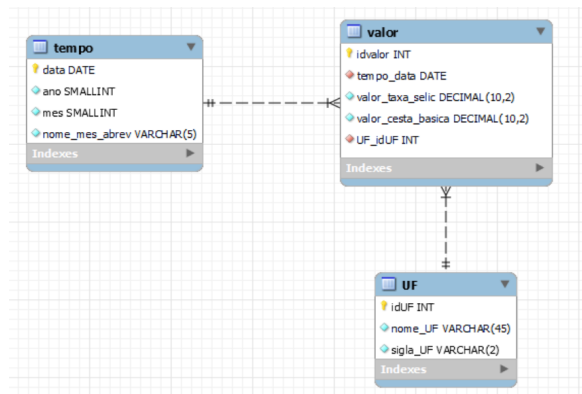 tempo
data DATE
ano SMALLINT
mes SMALLINT
nome_mes_abrev VARCHAR(5)
Indexes
valor
idvalor INT
tempo_data DATE
valor_taxa_selic DECIMAL(10,2)
valor_cesta_basica DECIMAL(10,2)
UF_idUF INT
Indexes
UF
idUF INT
nome_UF VARCHAR(45)
sigla_UF VARCHAR(2)
Indexes